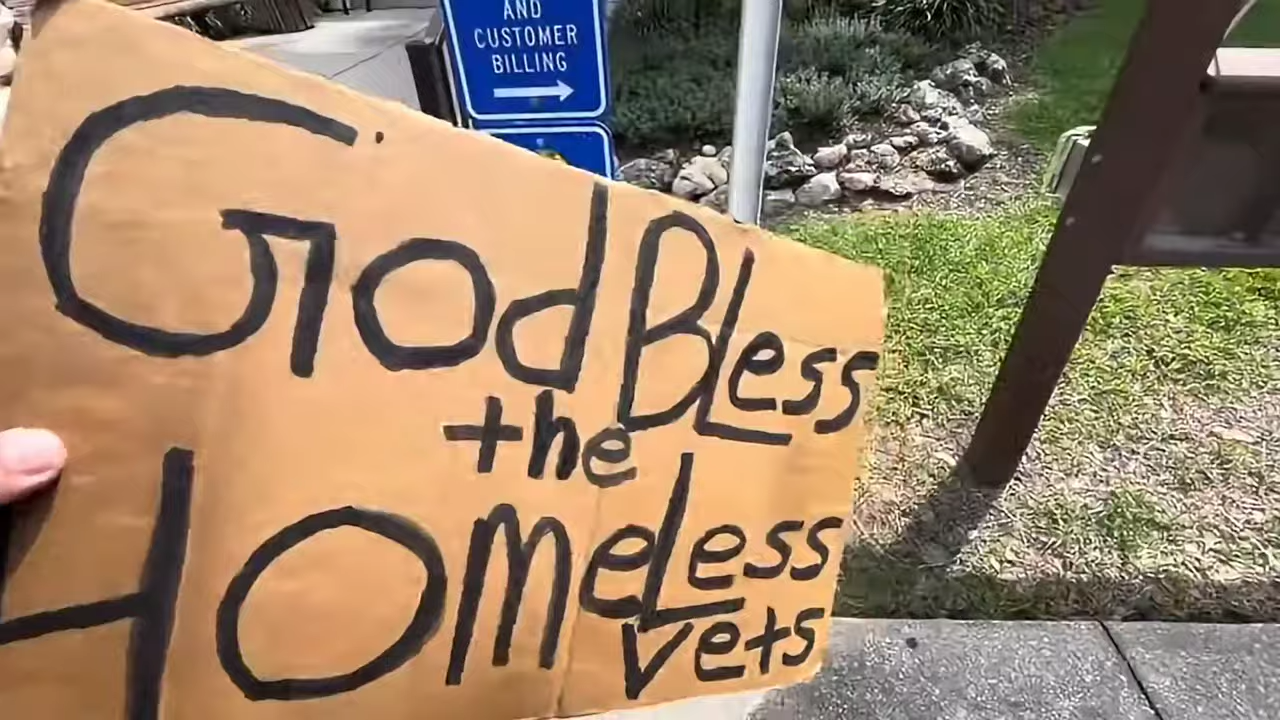 AND
CUSTOMER
BILLING
God BLess
the
HomeLess
vets